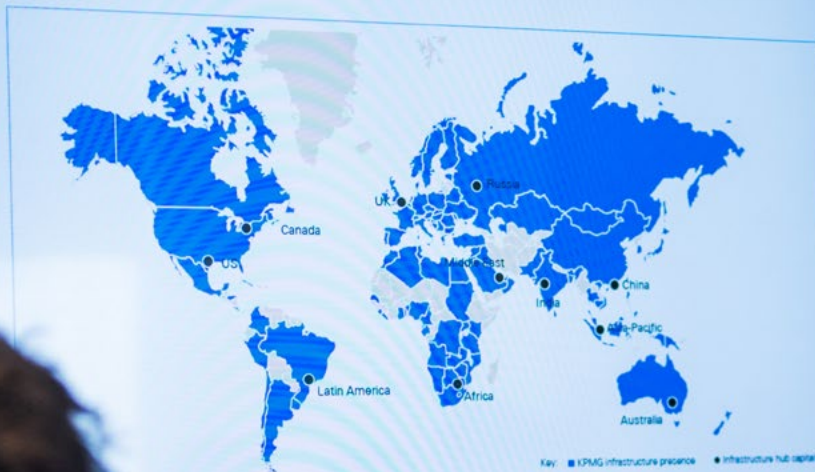 Russia
UK
Canada
US
Middle East
India
China
Asia-Pacific
Latin America
Africa
Australia
Key: KPMG infrastructure presence Infrastructure hub capital